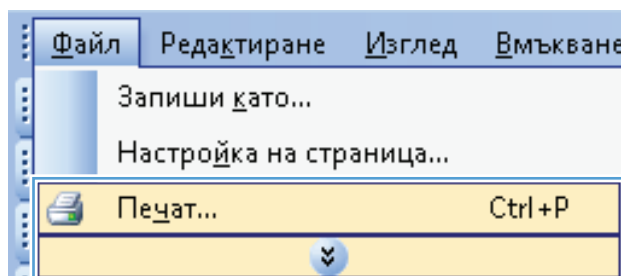 Файл Редактиране Изглед Вмъкване
Запиши като...
Настройка на страница...
Печат... Ctrl+P